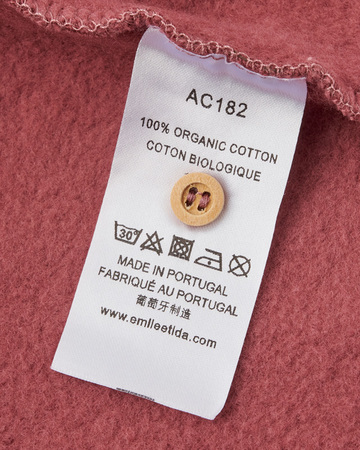 AC182
100% ORGANIC COTTON
COTON BIOLOGIQUE
30°
MADE IN PORTUGAL
FABRIQUÉ AU PORTUGAL
葡萄牙制造
www.emileetida.com